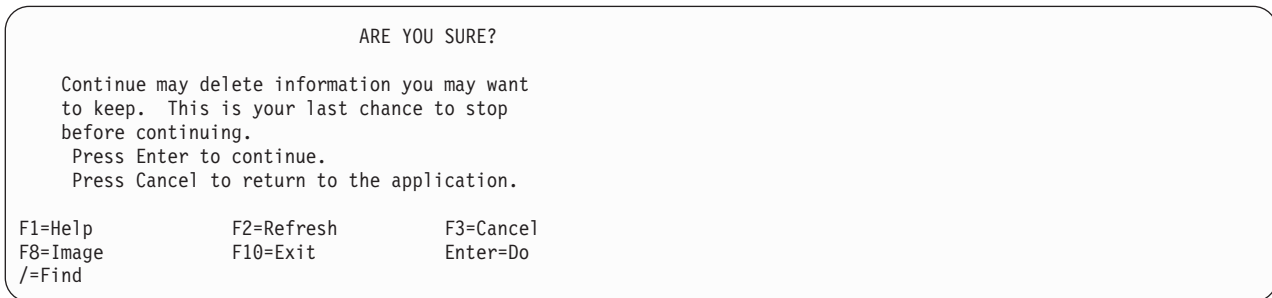 ARE YOU SURE?
Continue may delete information you may want
to keep.  This is your last chance to stop
before continuing.
Press Enter to continue.
Press Cancel to return to the application.
F1=Help F2=Refresh F3=Cancel
F8=Image F10=Exit Enter=Do
/=Find